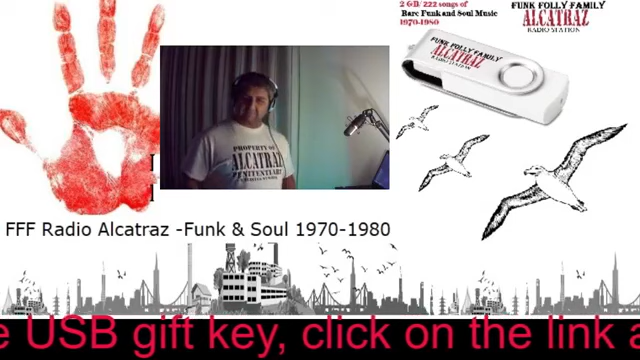 2 GB/ 222 songs of
Rare Funk and Soul Music
1970-1980
FUNK FOLLY FAMILY
ALCATRAZ
RADIO STATION
FUNK FOLLY FAMILY
ALCATRAZ
RADIO STATION
PROPERTY OF
ALCATRAZ
PENITENTIARY
FFF Radio Alcatraz -Funk & Soul 1970-1980
e USB gift key, click on the link a